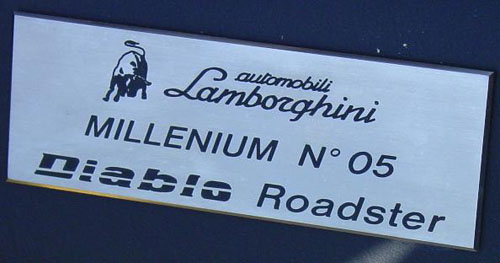 automobili
Lamborghini
MILLENIUM N° 05
Diablo Roadster